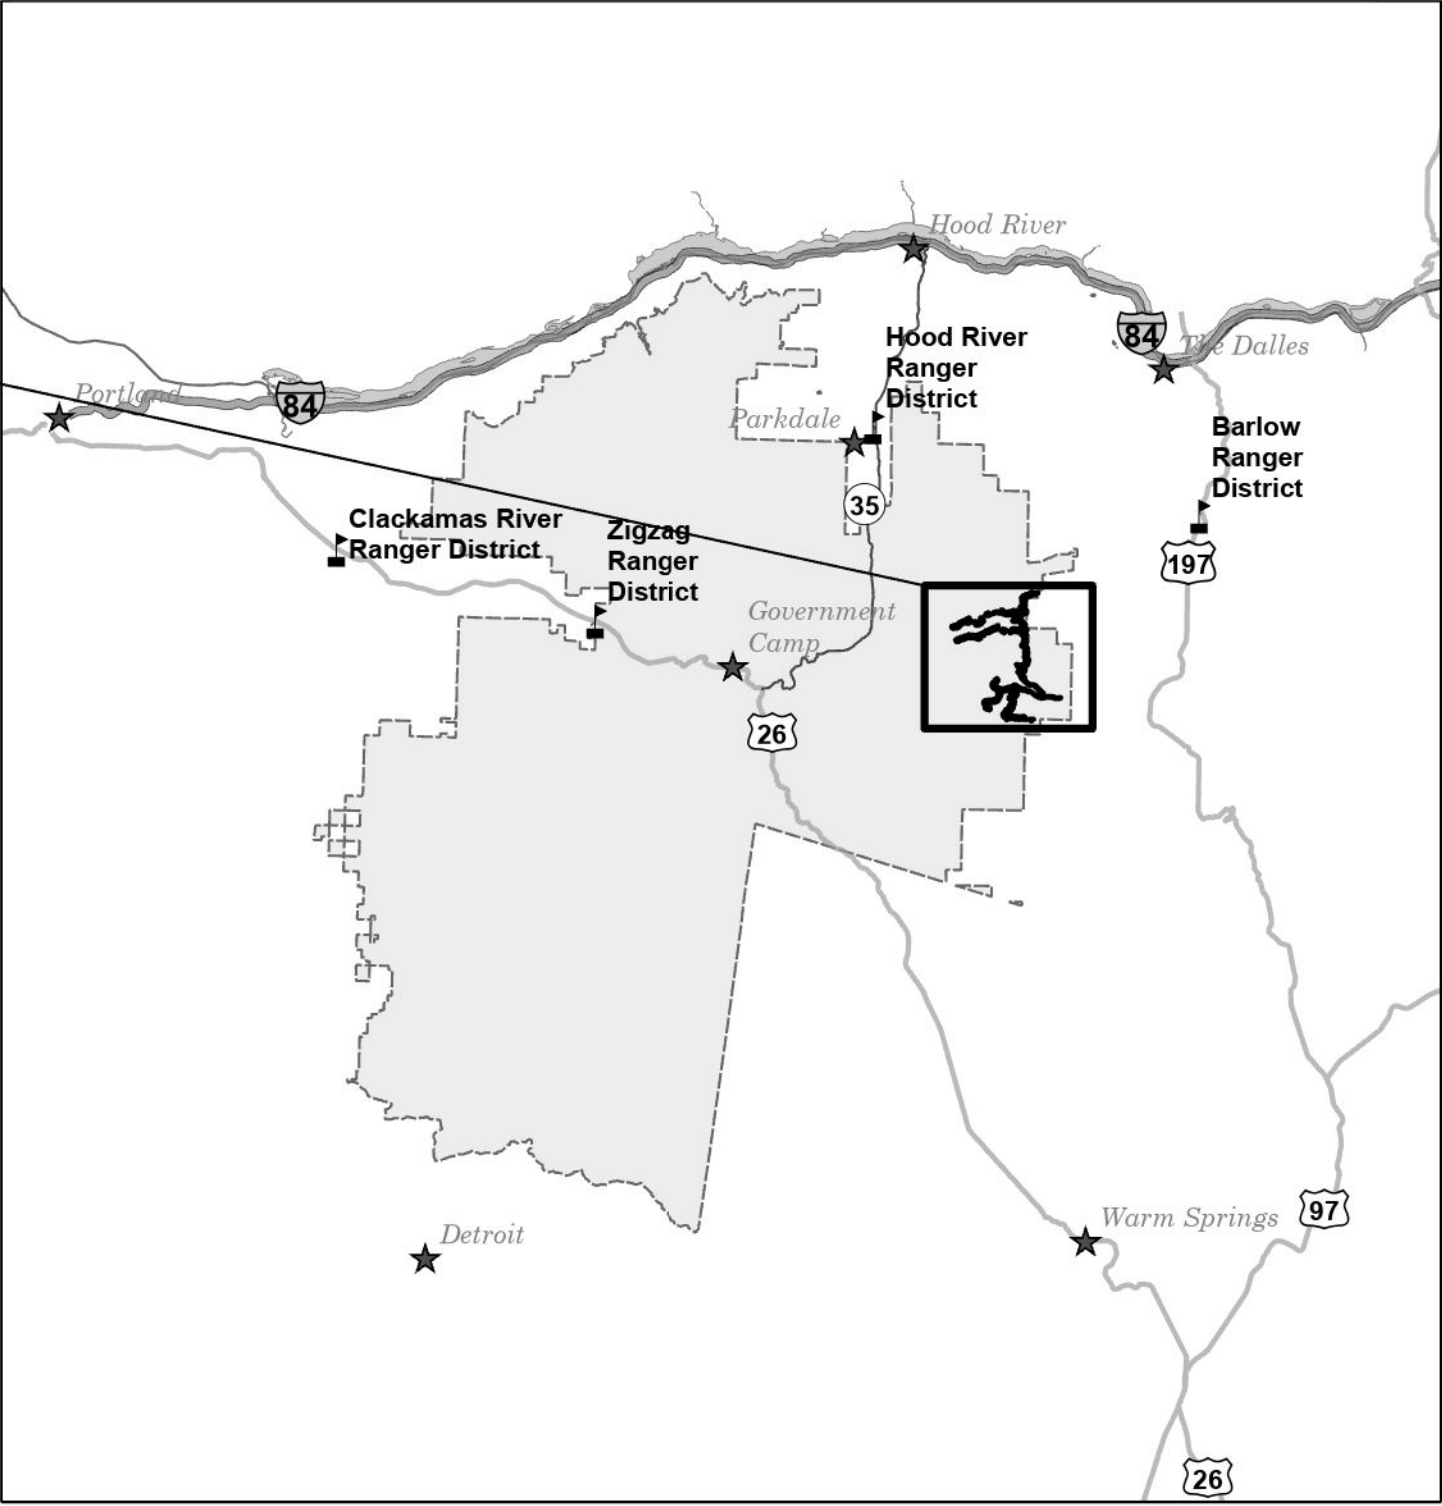 Hood River
Hood River
Ranger
District
84
The Dalles
Portland
84
Parkdale
Barlow
Ranger
District
35
Clackamas River
Ranger District
Zigzag
Ranger
District
197
Government
Camp
26
Warm Springs
97
Detroit
26